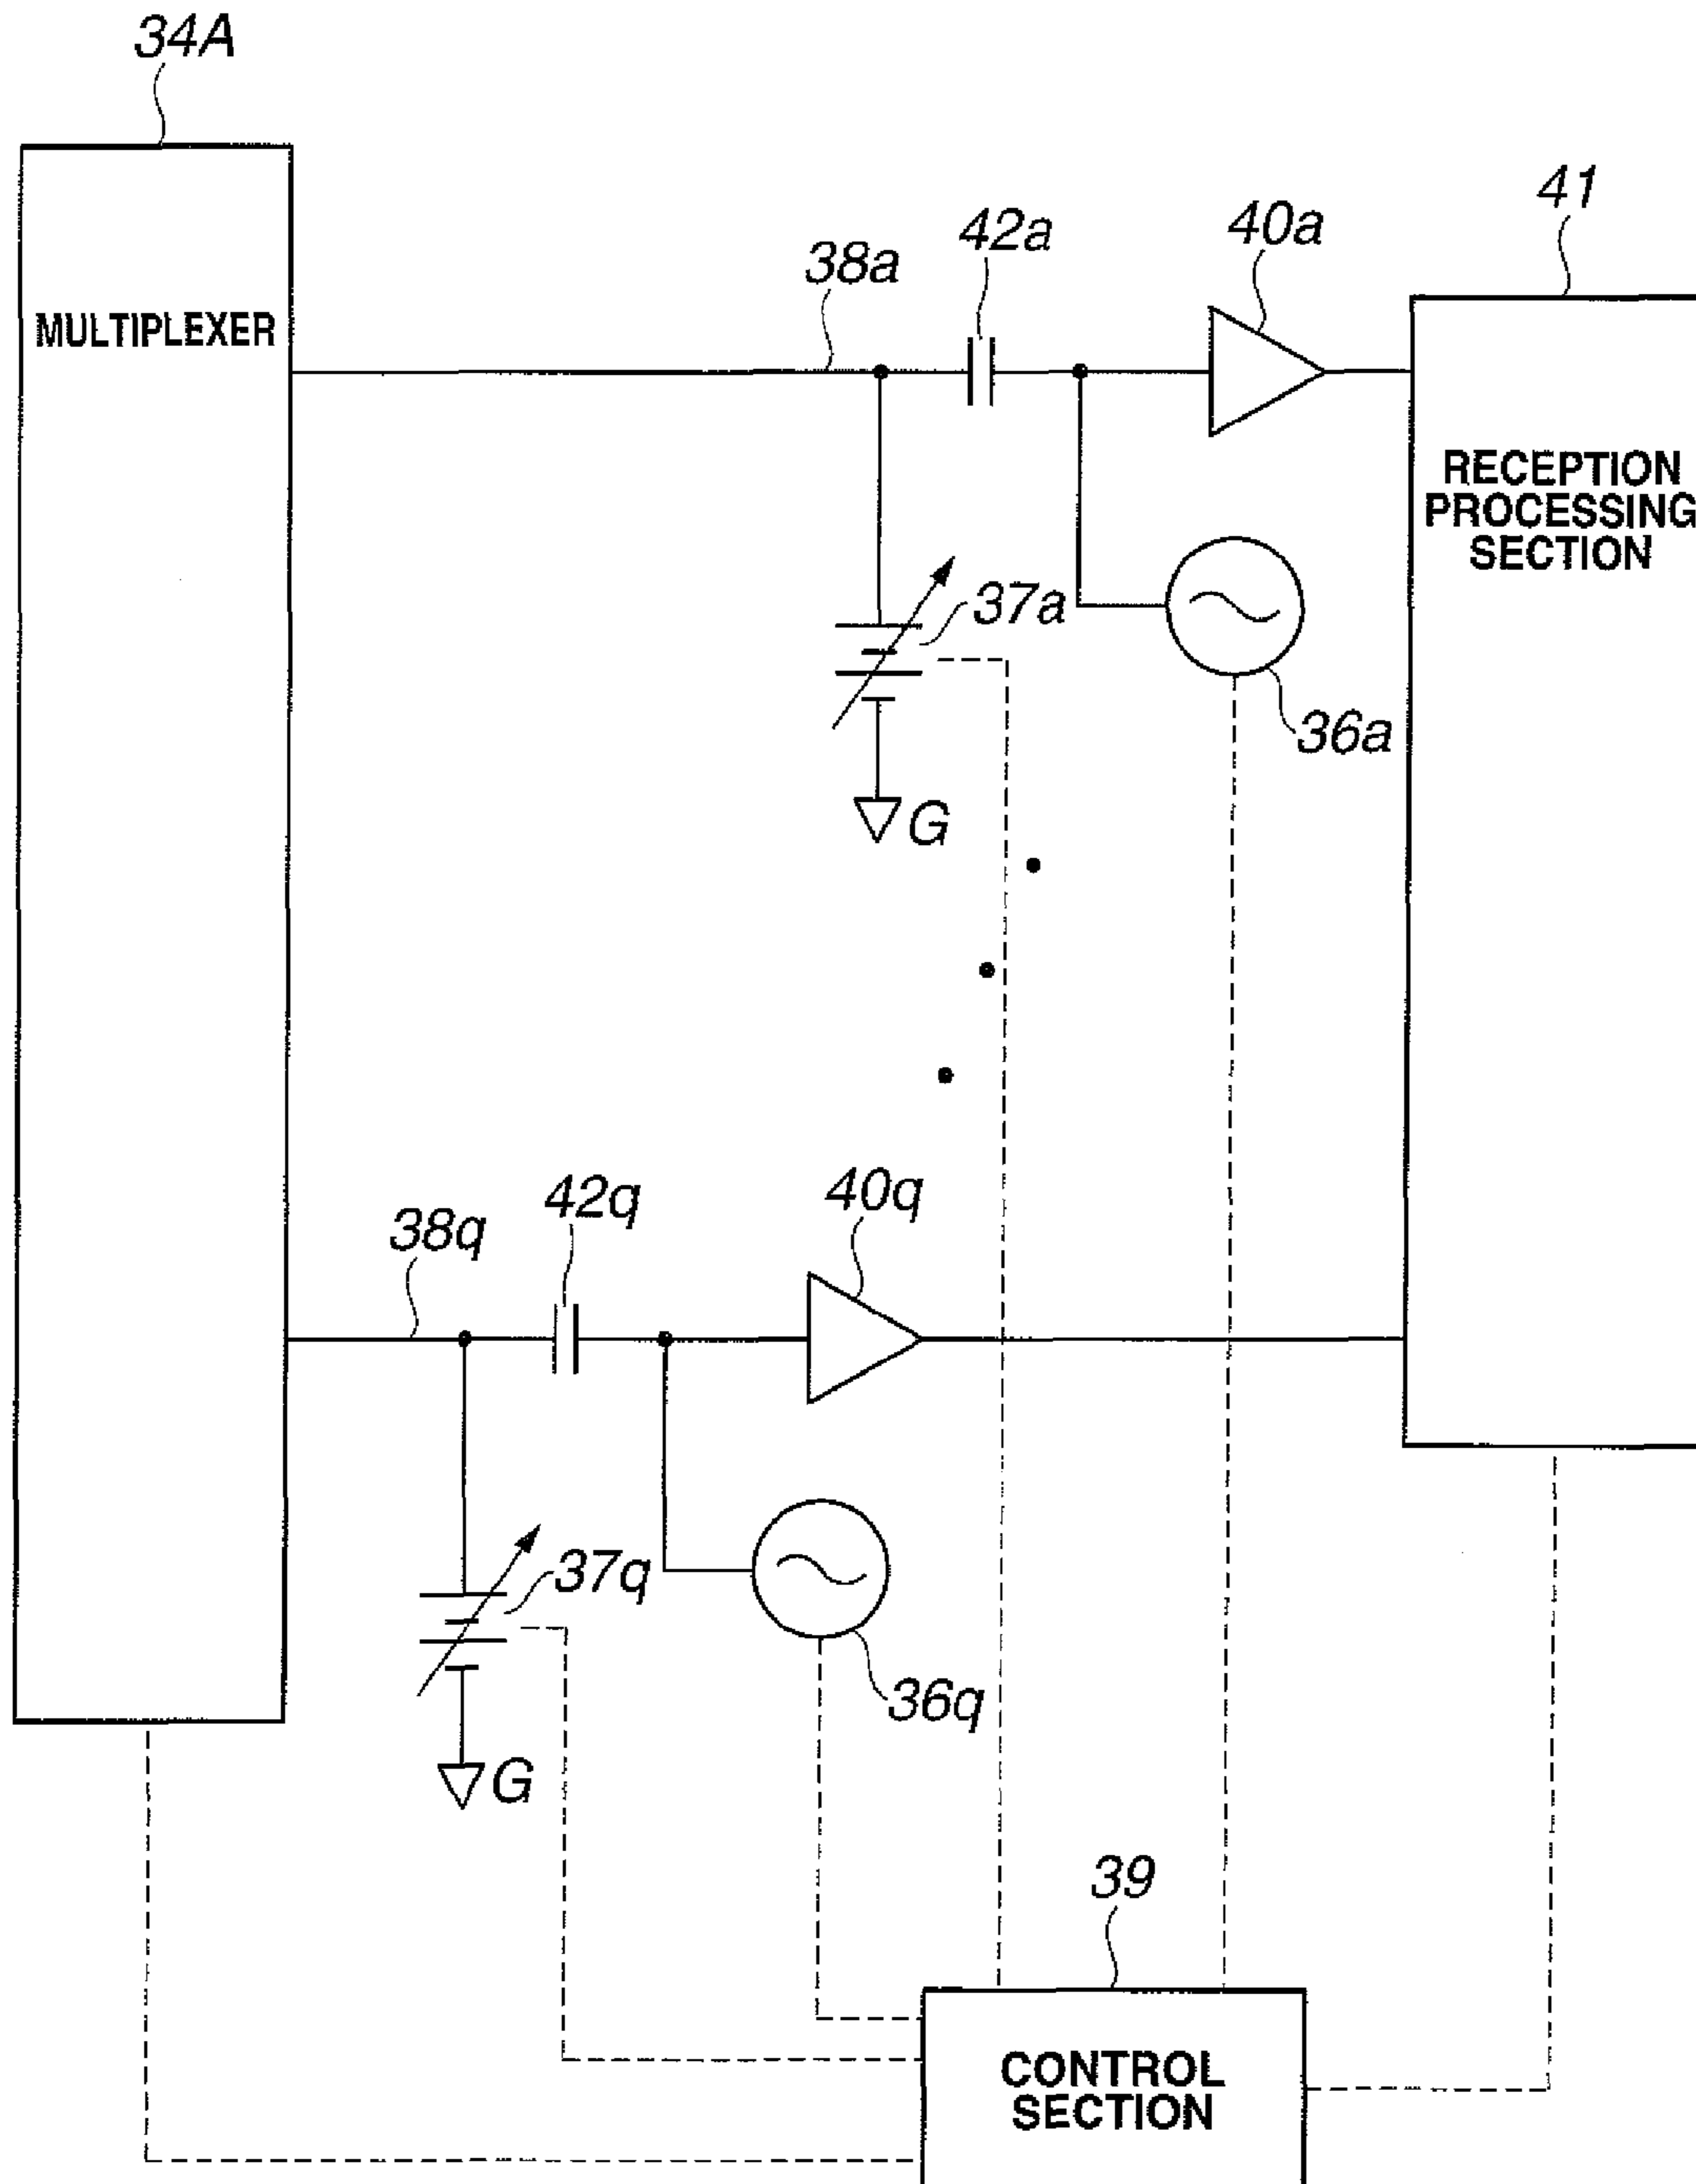 34A
41
42a
40a
38a
MULTIPLEXER
RECEPTION
PROCESSING
SECTION
37a
36a
G
42q
40q
38q
37q
36q
G
39
CONTROL
SECTION